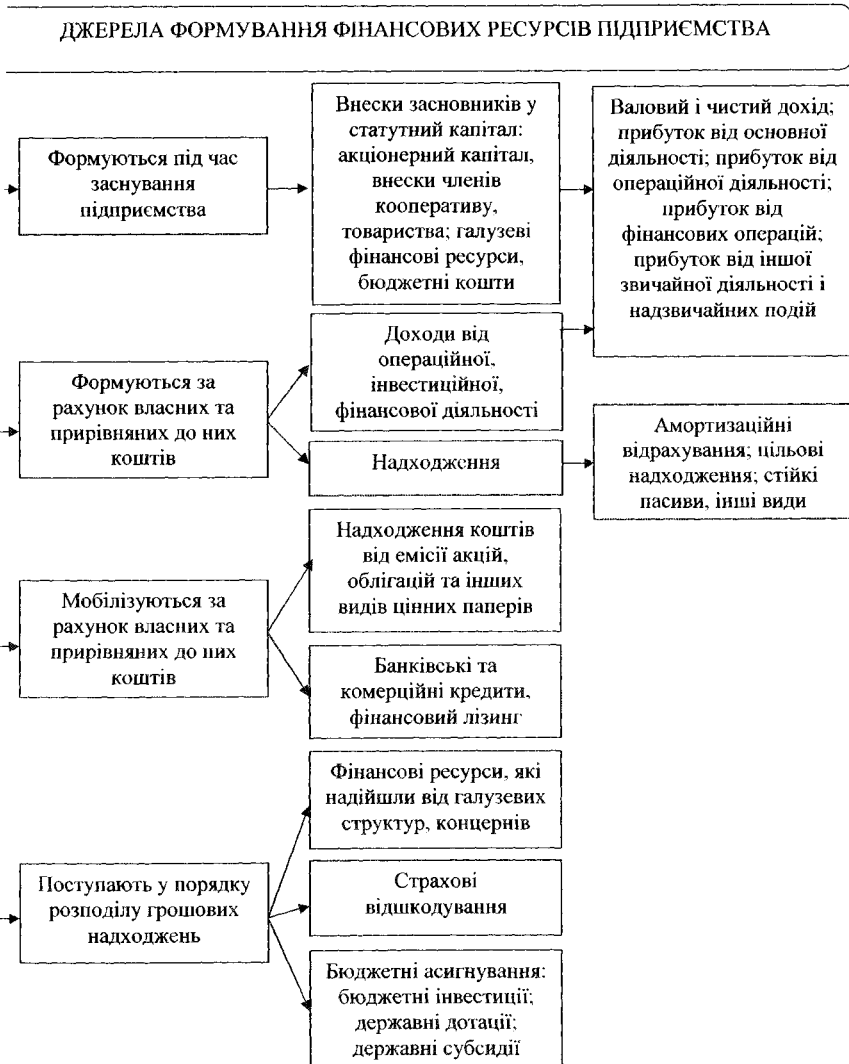 ДЖЕРЕЛА ФОРМУВАННЯ ФІНАНСОВИХ РЕСУРСІВ ПІДПРИЄМСТВА
Формуються під час
заснування
підприємства
Внески засновників у
статутний капітал:
акціонерний капітал,
внески членів
кооперативу,
товариства; галузеві
фінансові ресурси,
бюджетні кошти
Валовий і чистий дохід;
прибуток від основної
діяльності; прибуток від
операційної діяльності;
прибуток від
фінансових операцій;
прибуток від іншої
звичайної діяльності і
надзвичайних подій
Формуються за
рахунок власних та
прирівняних до них
коштів
Доходи від
операційної,
інвестиційної,
фінансової діяльності
Надходження
Амортизаційні
відрахування; цільові
надходження; стійкі
пасиви, інші види
Мобілізуються за
рахунок власних та
прирівняних до них
коштів
Надходження коштів
від емісії акцій,
облігацій та інших
видів цінних паперів
Банківські та
комерційні кредити,
фінансовий лізинг
Поступають у порядку
розподілу грошових
надходжень
Фінансові ресурси, які
надійшли від галузевих
структур, концернів
Страхові
відшкодування
Бюджетні асигнування:
бюджетні інвестиції;
державні дотації;
державні субсидії